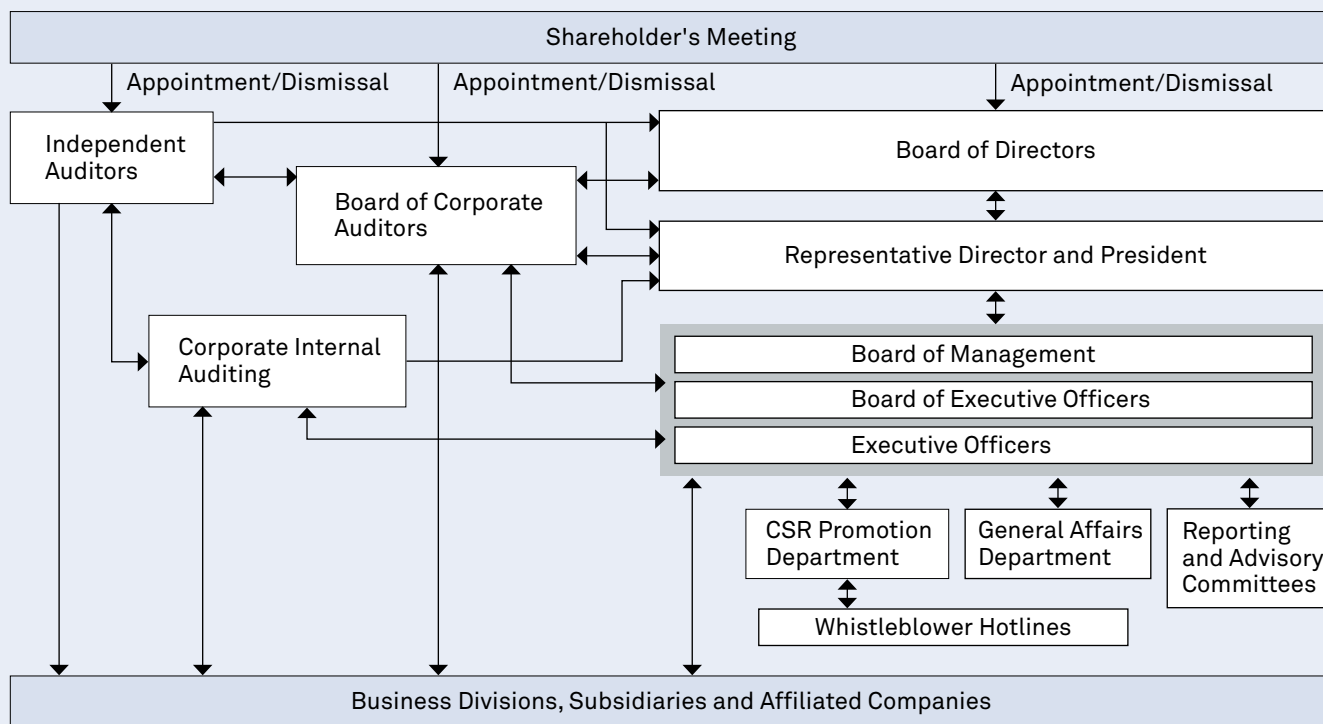 Shareholder's Meeting
Appointment/Dismissal
Appointment/Dismissal
Appointment/Dismissal
Independent
Auditors
Board of Directors
Board of Corporate
Auditors
Representative Director and President
Corporate Internal
Auditing
Board of Management
Board of Executive Officers
Executive Officers
CSR Promotion
Department
General Affairs
Department
Reporting
and Advisory
Committees
Whistleblower Hotlines
Business Divisions, Subsidiaries and Affiliated Companies